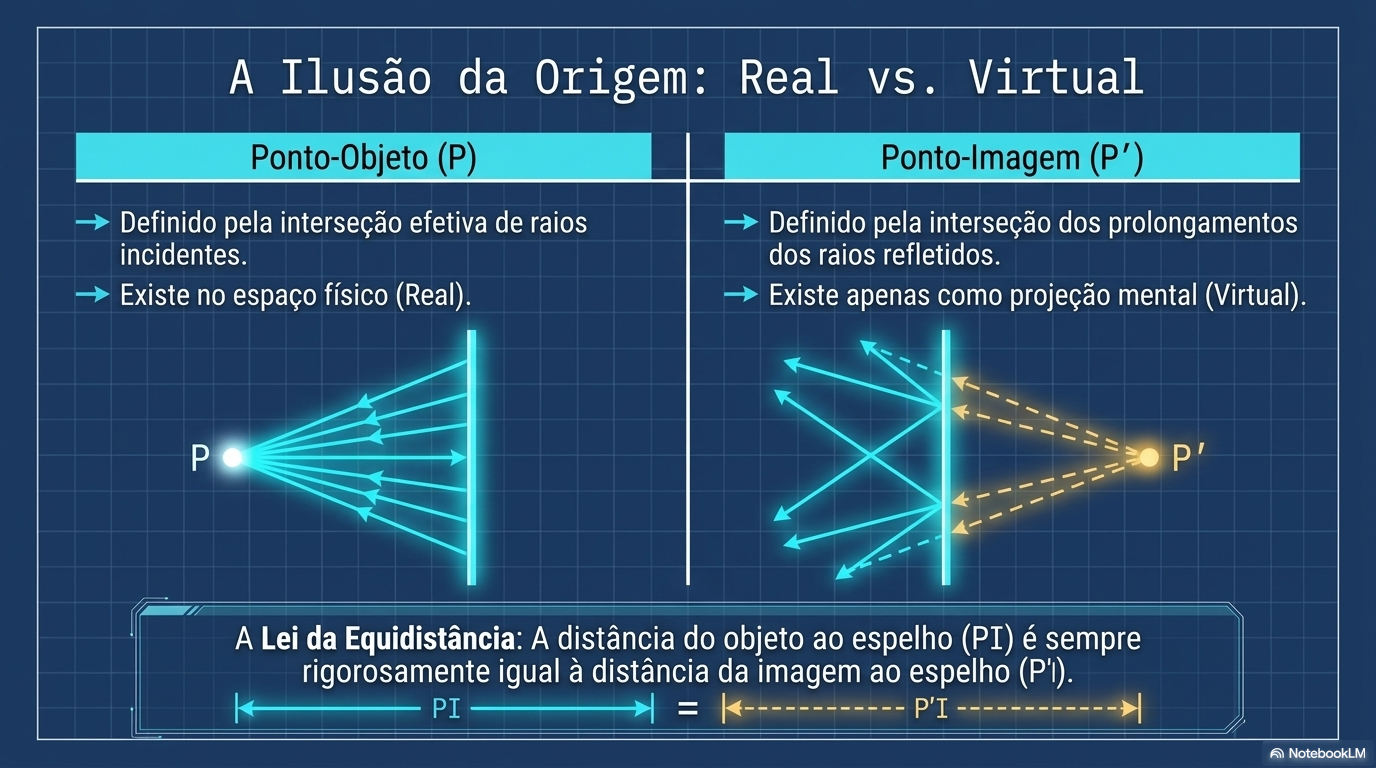 A Ilusão da Origem: Real vs. Virtual
Ponto-Objeto (P)
→ Definido pela interseção efetiva de raios
incidentes.
→ Existe no espaço físico (Real).
P
Ponto-Imagem (P′)
→ Definido pela interseção dos prolongamentos
dos raios refletidos.
→ Existe apenas como projeção mental (Virtual).
P′
A Lei da Equidistância: A distância do objeto ao espelho (PI) é sempre
rigorosamente igual à distância da imagem ao espelho (P'I).
PI = P'I
NotebookLM